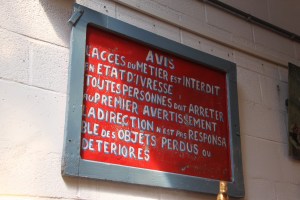 AVIS
L'ACCES DU METIER EST INTERDIT
EN ETAT D'IVRESSE
TOUTES PERSONNES DOIT ARRETER
AU PREMIER AVERTISSEMENT
LA DIRECTION N'EST PAS RESPONSA
BLE DES OBJETS PERDUS OU
DETERIORES